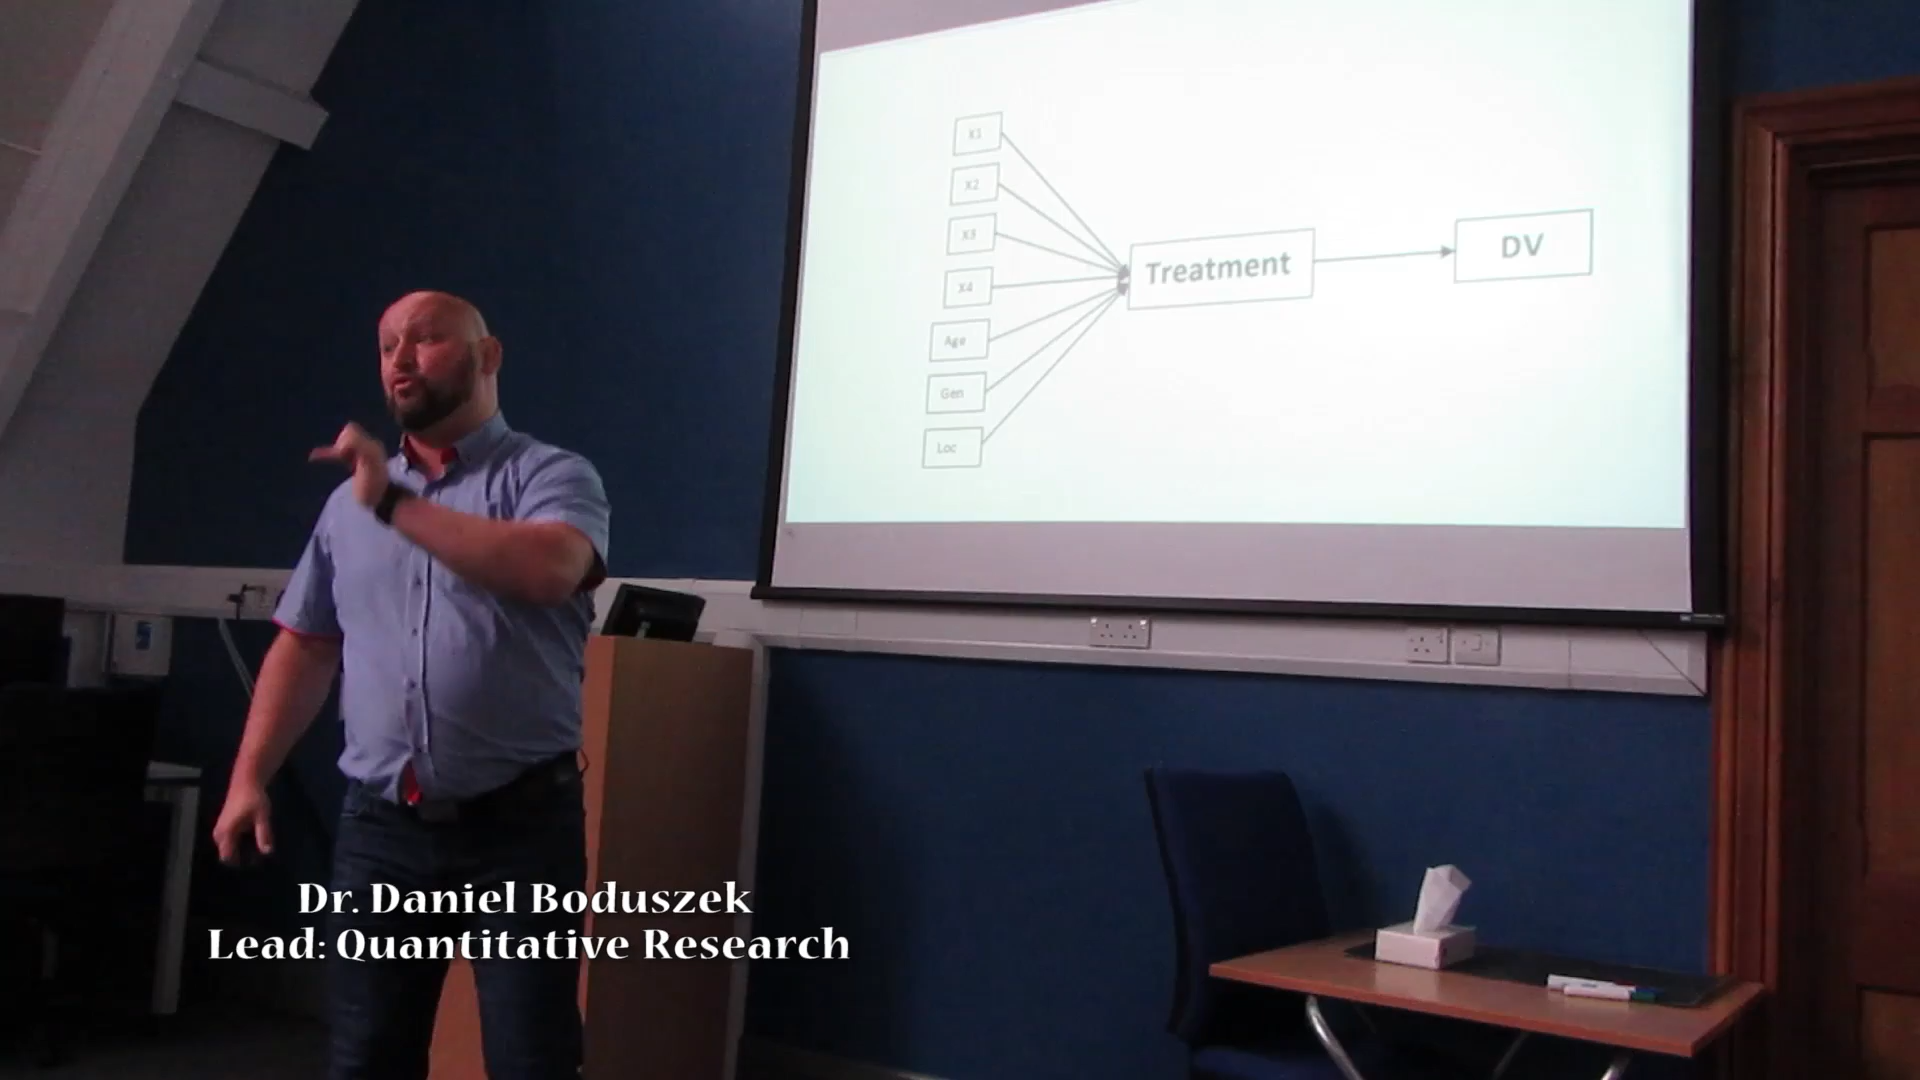 X1
X2
X3
X4
Age
Gen
Loc
Treatment
DV
Dr. Daniel Boduszek
Lead: Quantitative Research